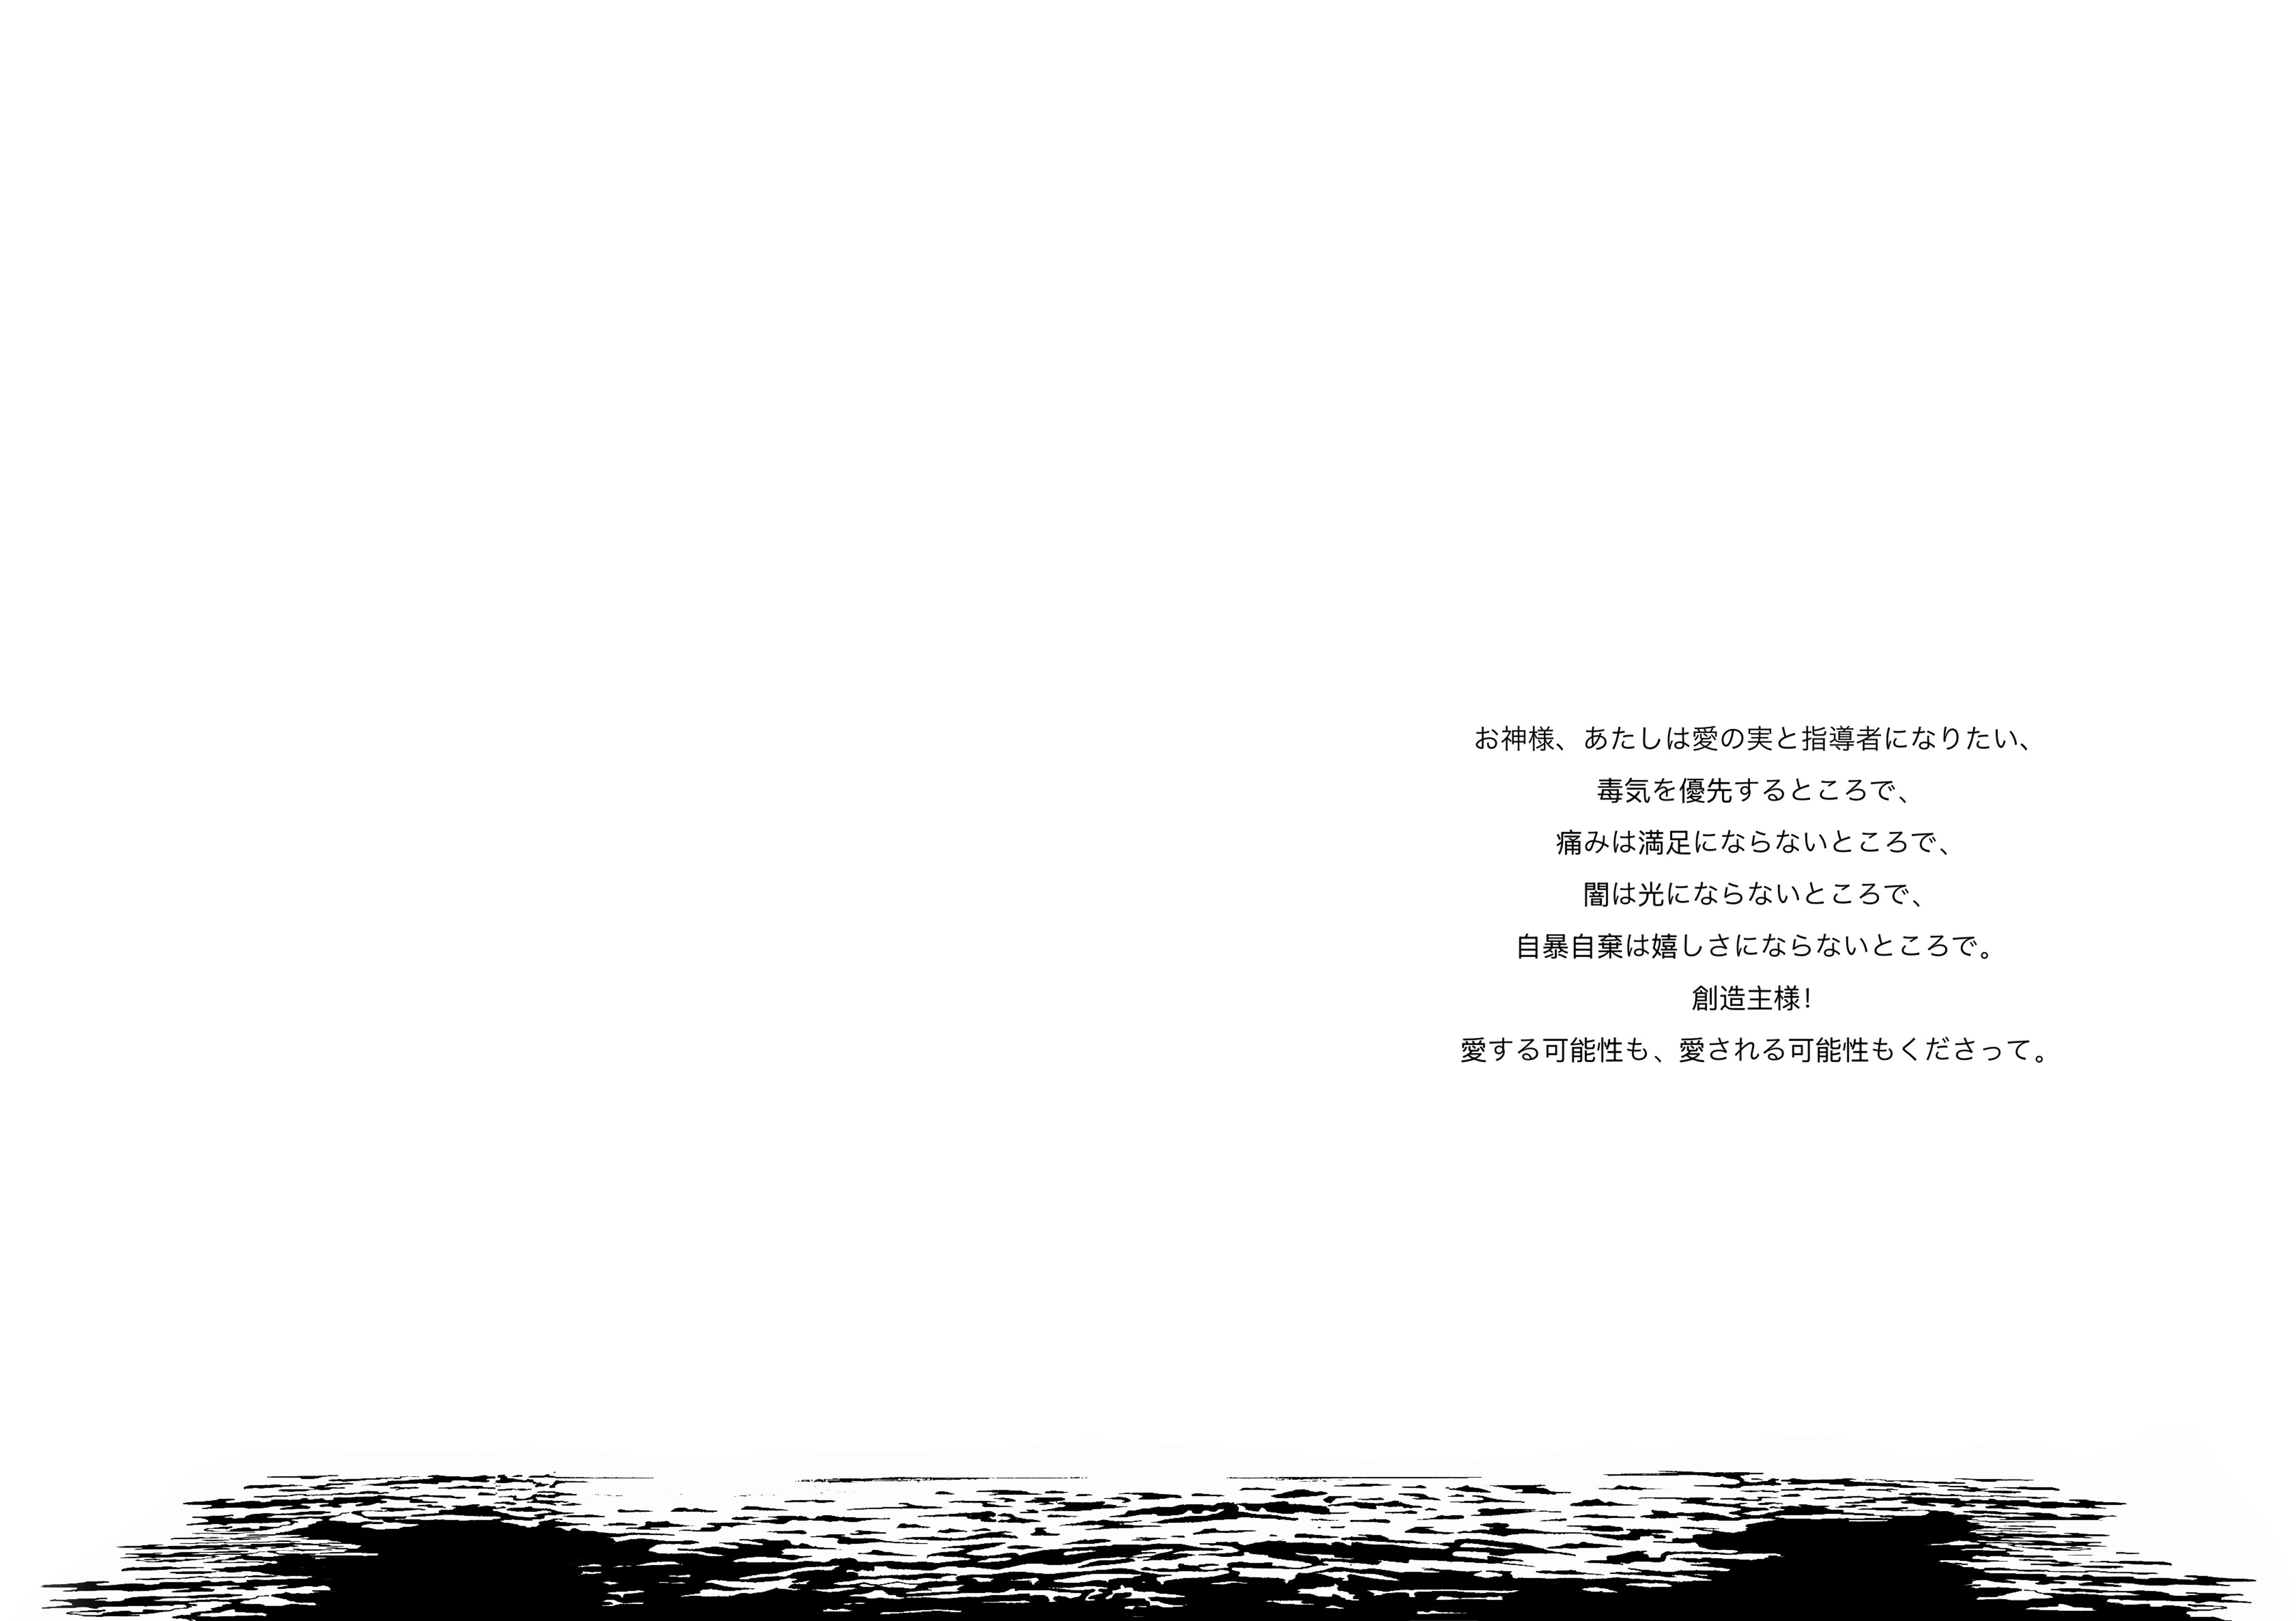 お神様、あたしは愛の実と指導者になりたい、
毒気を優先するところで、
痛みは満足にならないところで、
闇は光にならないところで、
自暴自棄は嬉しさにならないところで。
創造主様!
愛する可能性も、愛される可能性もくださって。